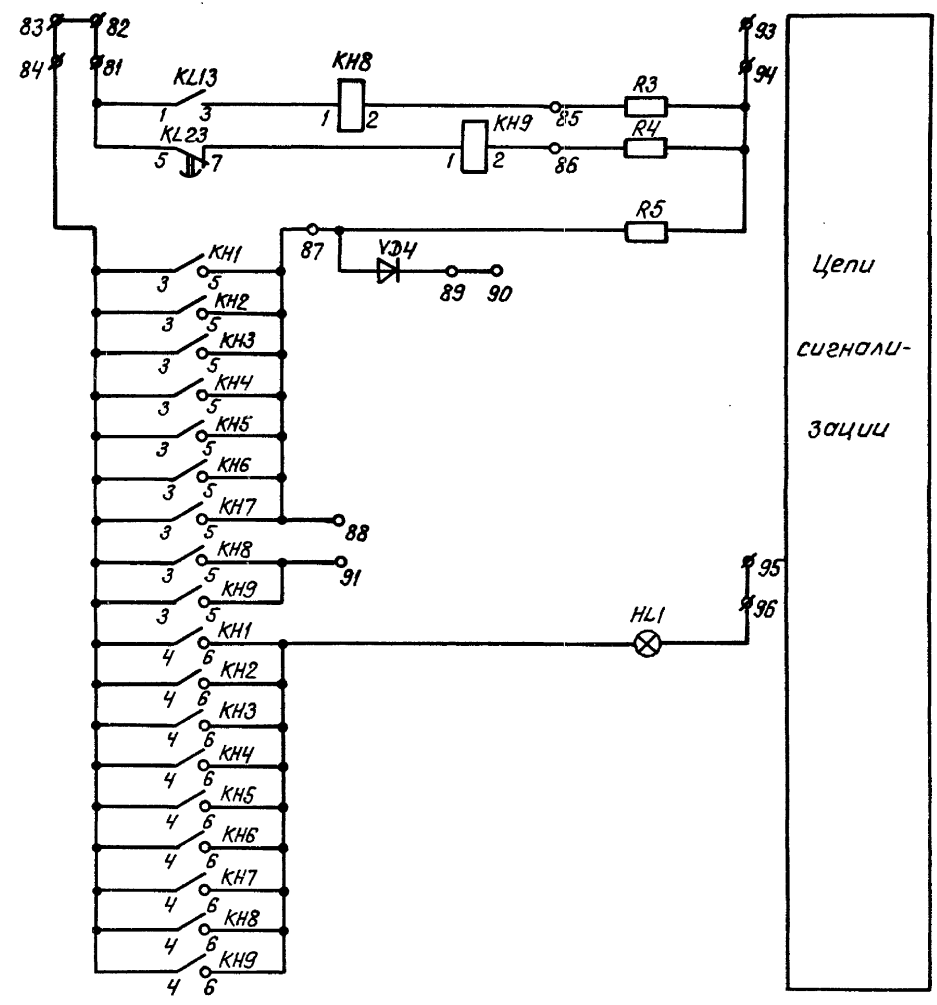 83 82 93
84 81 94
KL13 KH8 R3
1 3 1 2 85
KL23 KH9 R4
5 7 1 2 86
R5
87
VD4
89 90
KH1
3 5
KH2
3 5
KH3
3 5
KH4
3 5
KH5
3 5
KH6
3 5
KH7
3 5 88
KH8
3 5 91
KH9
3 5
95
96
KH1 HL1
4 6
KH2
4 6
KH3
4 6
KH4
4 6
KH5
4 6
KH6
4 6
KH7
4 6
KH8
4 6
KH9
4 6
Цепи
сигнали-
зации